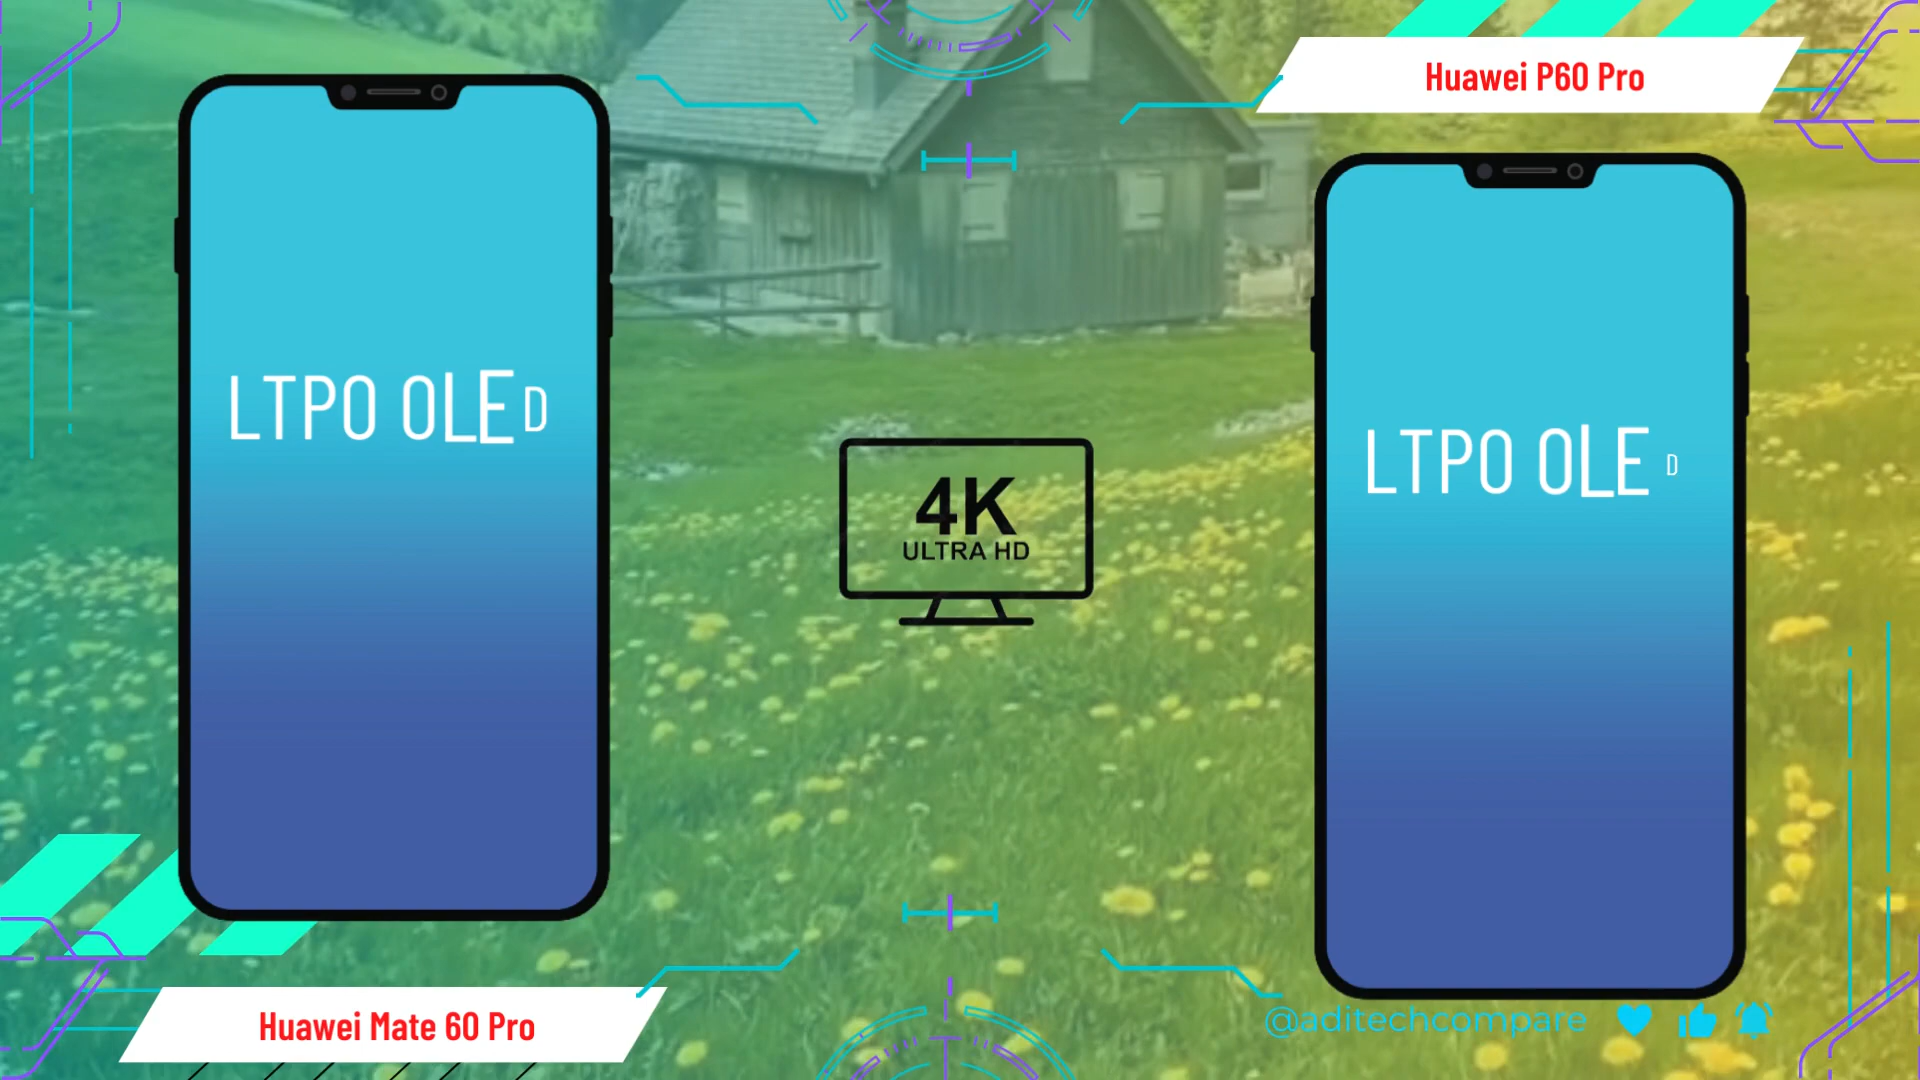 Huawei P60 Pro
LTPO OLED
LTPO OLED
4K
ULTRA HD
@aditechcompare
Huawei Mate 60 Pro